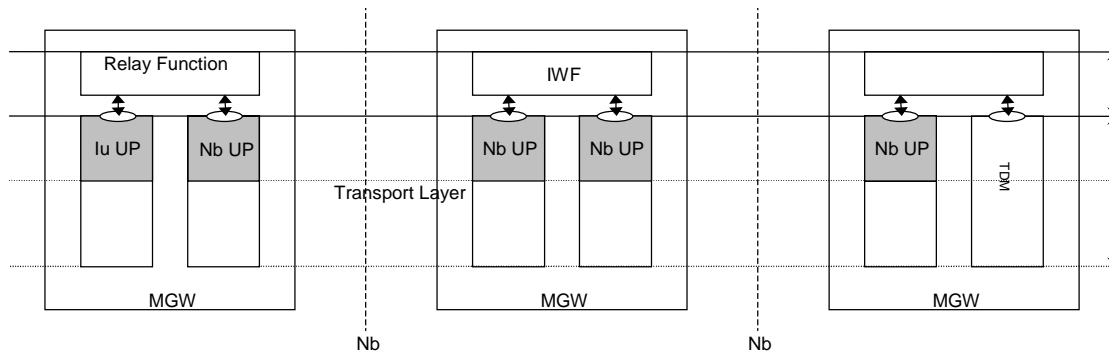 Relay Function
IWF
Iu UP
Nb UP
Nb UP
Nb UP
Nb UP
TDM
Transport Layer
MGW
MGW
MGW
Nb
Nb